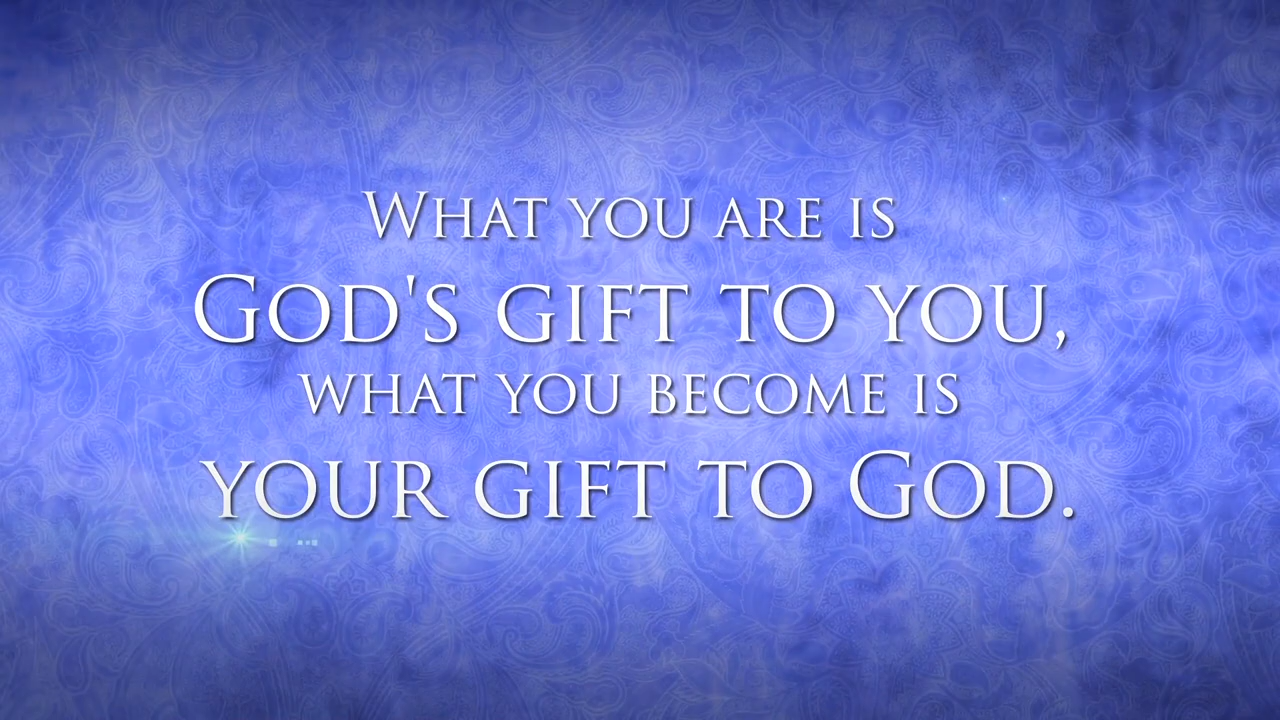 What you are is
God's gift to you,
what you become is
your gift to God.